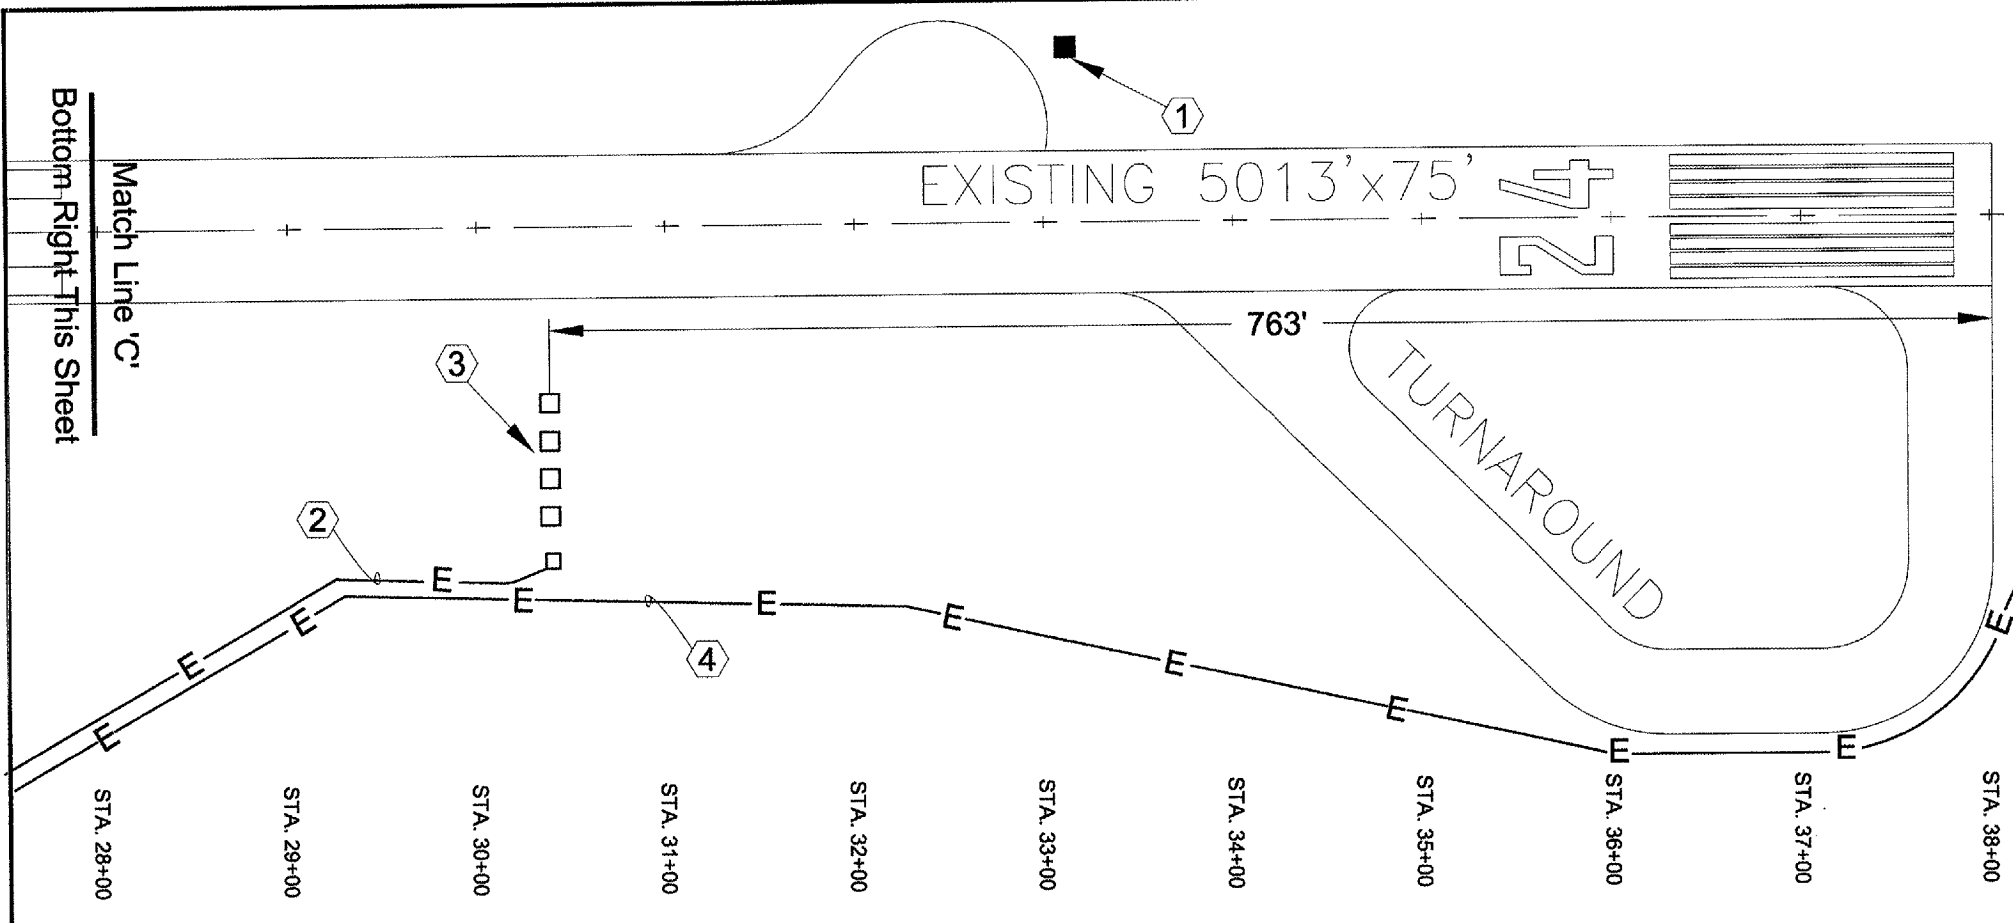 1
EXISTING 5013'x75'
4
2
Match Line 'C'
Bottom Right This Sheet
763'
3
TURNAROUND
2
E
E
E
E
E
E
E
E
E
E
E
E
4
STA. 28+00
STA. 29+00
STA. 30+00
STA. 31+00
STA. 32+00
STA. 33+00
STA. 34+00
STA. 35+00
STA. 36+00
STA. 37+00
STA. 38+00